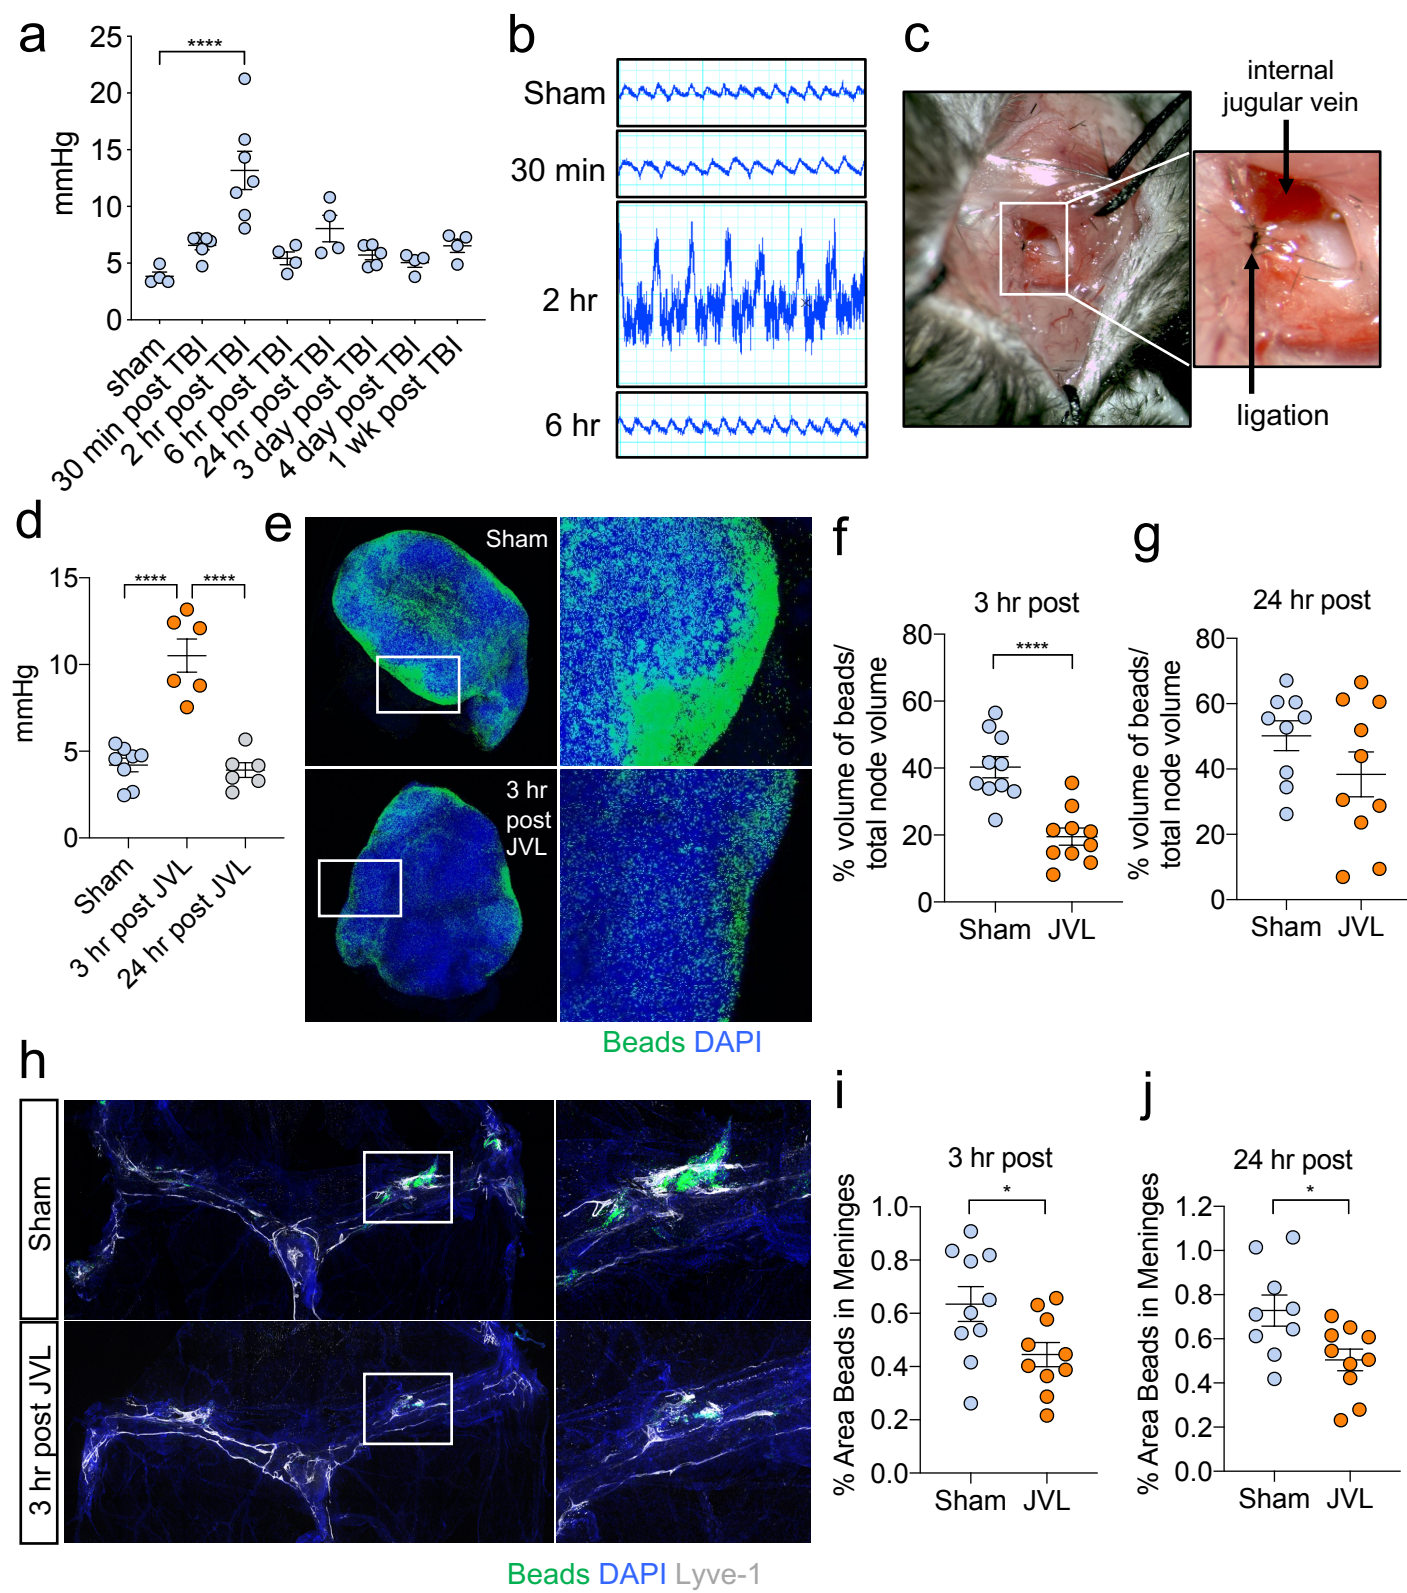 a
25
20
15
10
5
0
mmHg
****
sham
30 min post TBI
2 hr post TBI
6 hr post TBI
24 hr post TBI
3 day post TBI
4 day post TBI
1 wk post TBI
b
Sham
30 min
2 hr
6 hr
c
internal
jugular vein
ligation
d
15
10
5
0
mmHg
**** ****
Sham
3 hr post JVL
24 hr post JVL
e
Sham
3 hr
post
JVL
Beads DAPI
f
3 hr post
% volume of beads/
total node volume
80
60
40
20
0
****
Sham JVL
g
24 hr post
% volume of beads/
total node volume
80
60
40
20
0
Sham JVL
h
Sham
3 hr post JVL
Beads DAPI Lyve-1
i
3 hr post
% Area Beads in Meninges
1.0
0.8
0.6
0.4
0.2
0.0
*
Sham JVL
j
24 hr post
% Area Beads in Meninges
1.2
1.0
0.8
0.6
0.4
0.2
0.0
*
Sham JVL